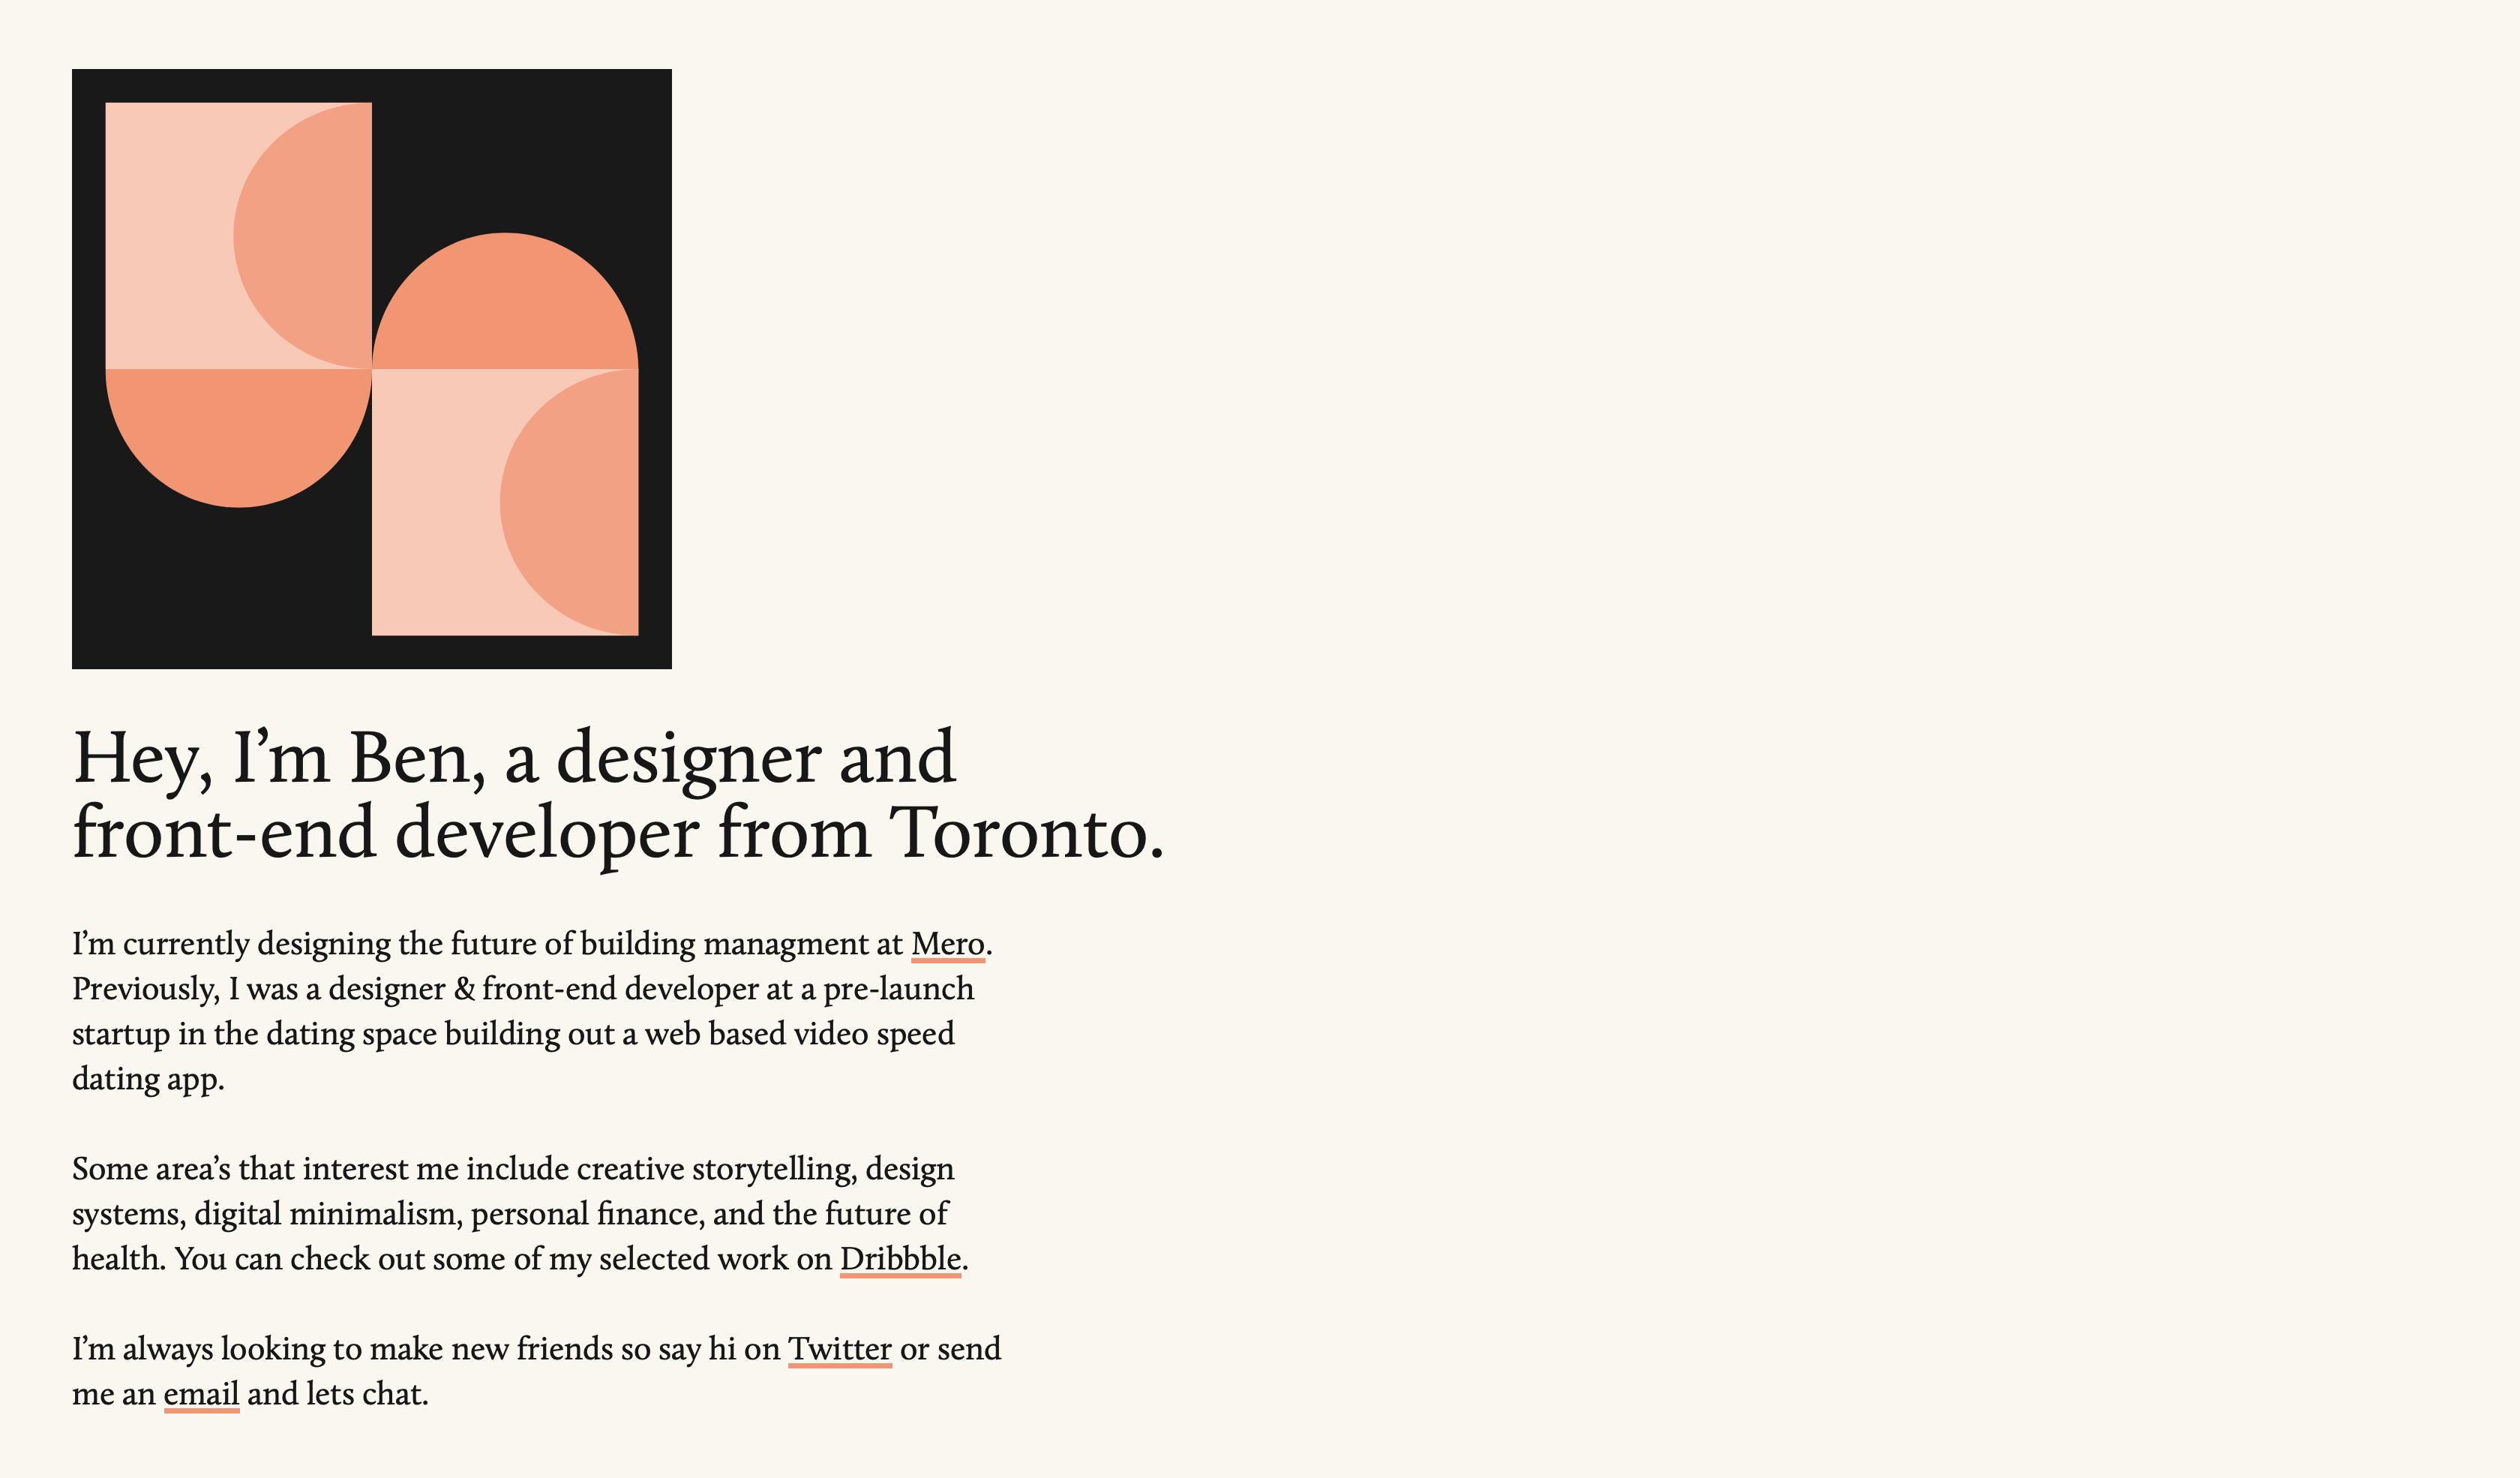 Hey, I’m Ben, a designer and
front-end developer from Toronto.
I’m currently designing the future of building managment at Mero.
Previously, I was a designer & front-end developer at a pre-launch
startup in the dating space building out a web based video speed
dating app.
Some area’s that interest me include creative storytelling, design
systems, digital minimalism, personal finance, and the future of
health. You can check out some of my selected work on Dribbble.
I’m always looking to make new friends so say hi on Twitter or send
me an email and lets chat.